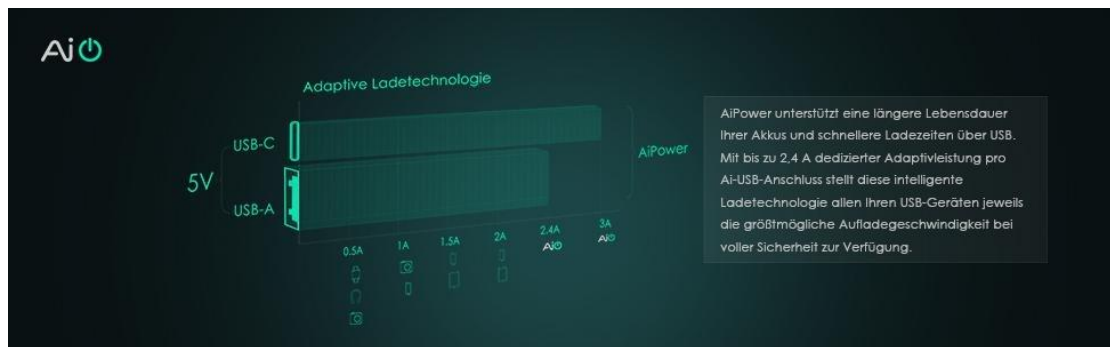 Ai
Adaptive Ladetechnologie
USB-C
5V
USB-A
AiPower
0.5A
1A
1.5A
2A
2.4A
Ai
3A
Ai
AiPower unterstützt eine längere Lebensdauer
Ihrer Akkus und schnellere Ladezeiten über USB.
Mit bis zu 2,4 A dedizierter Adaptivleistung pro
Ai-USB-Anschluss stellt diese intelligente
Ladetechnologie allen Ihren USB-Geräten jeweils
die größtmögliche Aufladegeschwindigkeit bei
voller Sicherheit zur Verfügung.